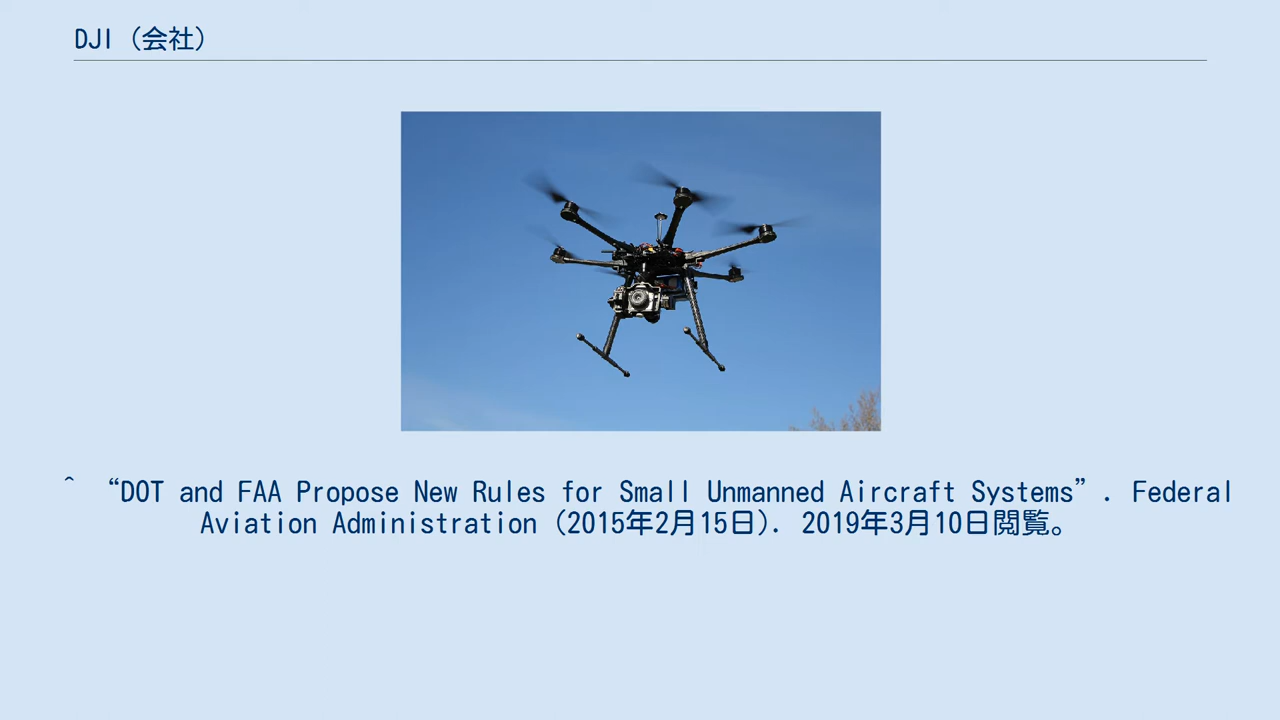 DJI（会社）
^ “DOT and FAA Propose New Rules for Small Unmanned Aircraft Systems”. Federal
Aviation Administration (2015年2月15日). 2019年3月10日閲覧。